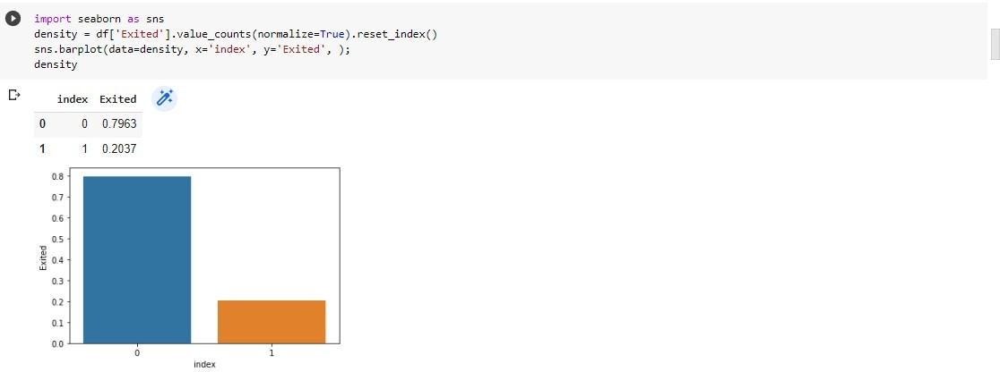 import seaborn as sns
density = df['Exited'].value_counts(normalize=True).reset_index()
sns.barplot(data=density, x='index', y='Exited', );
density
index Exited
0 0 0.7963
1 1 0.2037
0.8
0.7
0.6
0.5
0.4
0.3
0.2
0.1
0.0
Exited
0 1
index